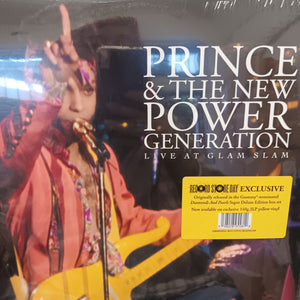 PRINCE
& THE NEW
POWER
GENERATION
LIVE AT GLAM SLAM
RECORD STORE DAY EXCLUSIVE
Originally released in the Grammy® nominated
Diamonds And Pearls Super Deluxe Edition box set
Now available on exclusive 140g 2LP yellow vinyl